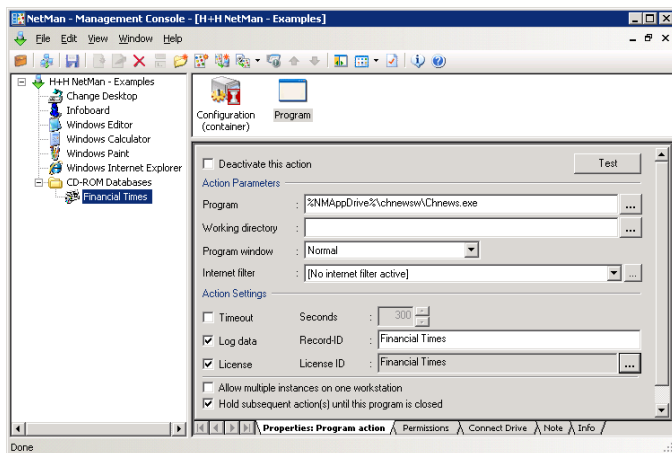 NetMan - Management Console - [H+H NetMan - Examples]
File Edit View Window Help
H+H NetMan - Examples
Change Desktop
Infoboard
Windows Editor
Windows Calculator
Windows Paint
Windows Internet Explorer
CD-ROM Databases
Financial Times
Configuration
(container)
Program
Deactivate this action
Test
Action Parameters
Program : %NMAppDrive%\chnewsw\Chnews.exe ...
Working directory : ...
Program window : Normal
Internet filter : [No internet filter active] ...
Action Settings
Timeout Seconds : 300
Log data Record-ID : Financial Times
License License ID : Financial Times ...
Allow multiple instances on one workstation
Hold subsequent action(s) until this program is closed
Properties: Program action Permissions Connect Drive Note Info
Done